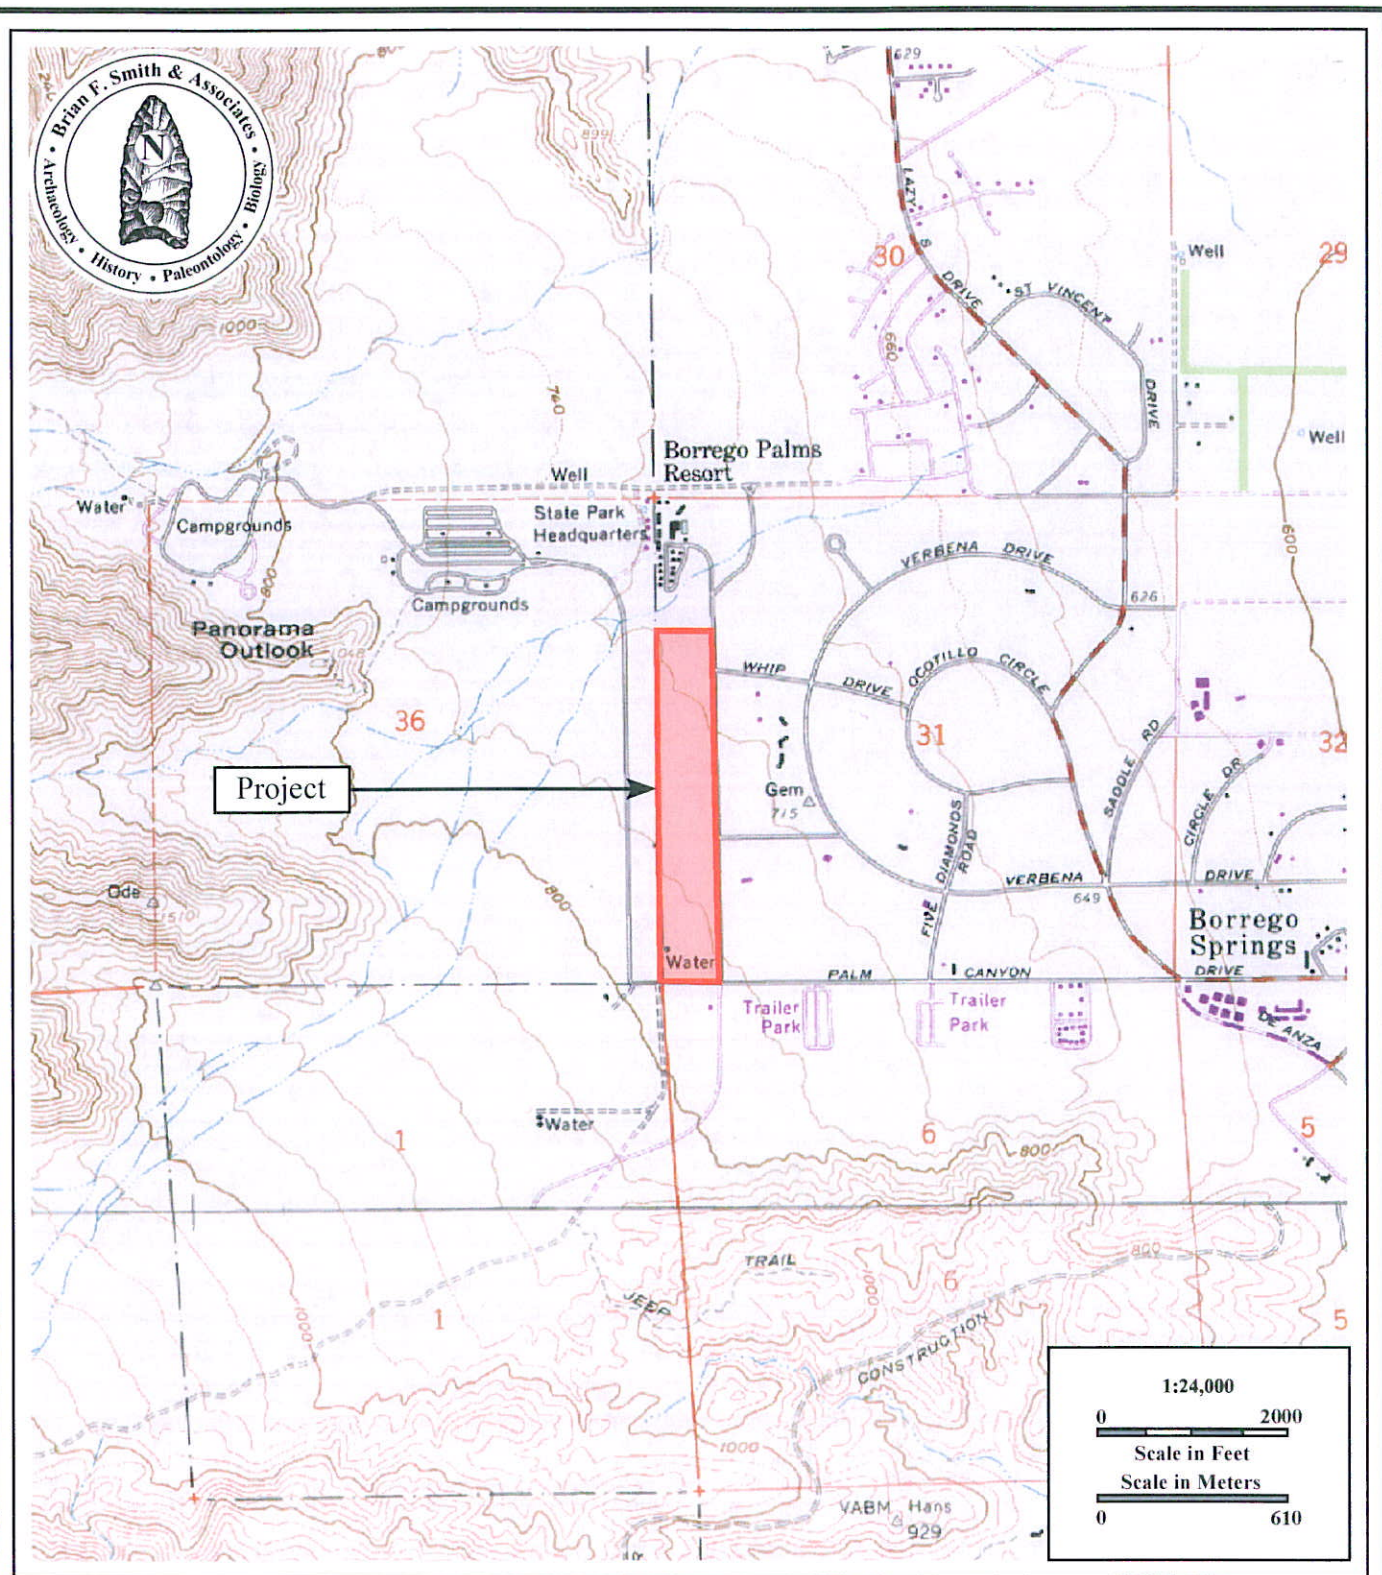 Brian F. Smith & Associates
Archaeology • History • Paleontology • Biology
N
629
899
LAZY
S
DRIVE
30
29
Well
ST VINCENT
DRIVE
1000
660
760
Well
Borrego Palms
Resort
Well
Water
Campgrounds
State Park
Headquarters
600
VERBENA DRIVE
800
Campgrounds
626
Panorama
Outlook
OCOTILLO CIRCLE
WHIP
DRIVE
36
31
32
SADDLE RD
CIRCLE DR
Project
Gem
715
FIVE DIAMONDS
ROAD
Ode
1510
800
VERBENA
DRIVE
649
Borrego
Springs
Water
PALM
CANYON
DRIVE
Trailer
Park
Trailer
Park
DE ANZA
Water
1
6
5
800
TRAIL
800
JEEP
1000
1000
6
1
5
CONSTRUCTION
1000
VABM Hans
929
1:24,000
0 2000
Scale in Feet
Scale in Meters
0 610